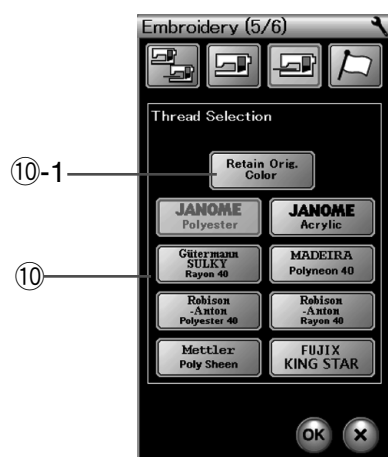 Embroidery (5/6)
Thread Selection
⑩-1
Retain Orig.
Color
JANOME
Polyester
JANOME
Acrylic
⑩
Gütermann
SULKY
Rayon 40
MADEIRA
Polyneon 40
Robison
-Anton
Polyester 40
Robison
-Anton
Rayon 40
Mettler
Poly Sheen
FUJIX
KING STAR
OK